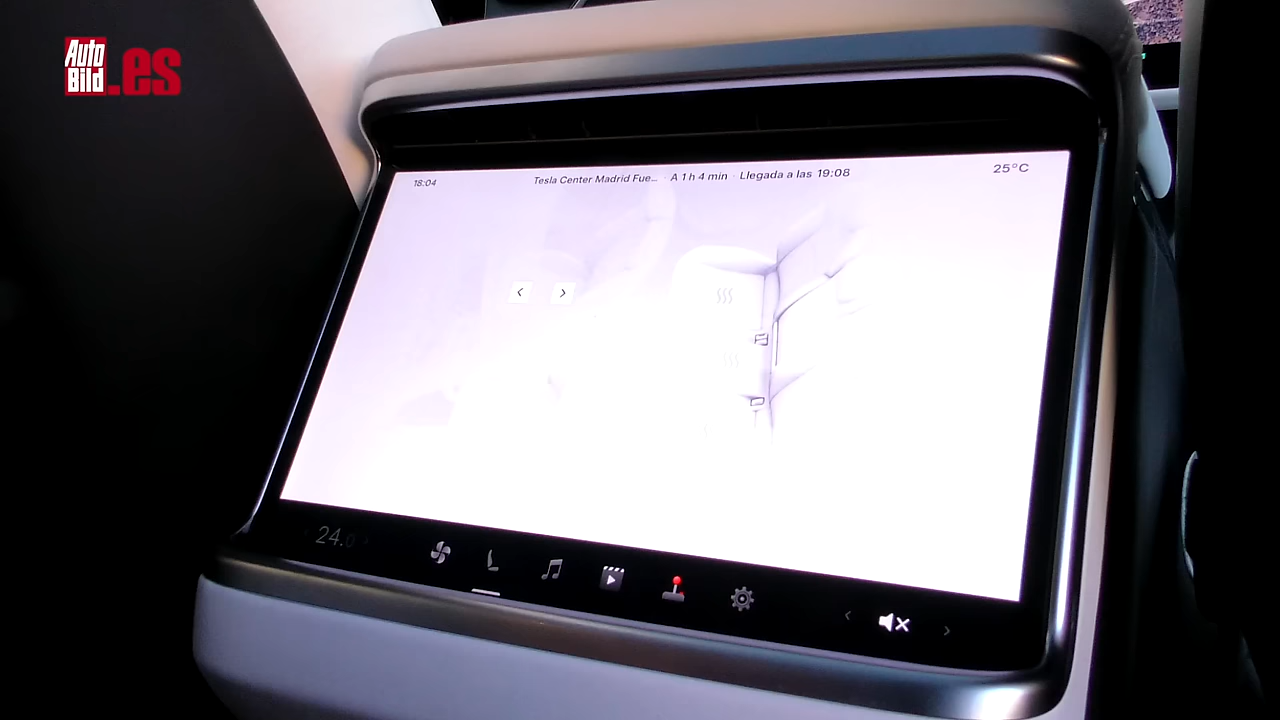 Auto
Bild
.es
18:04
Tesla Center Madrid Fue... · A 1 h 4 min · Llegada a las 19:08
25°C
24.0